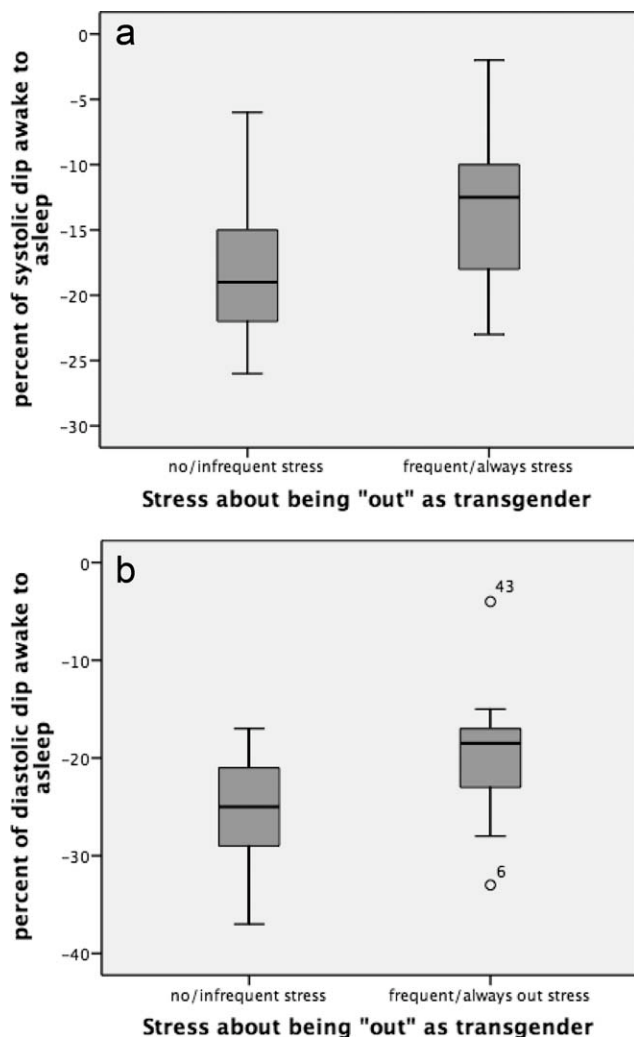 a
percent of systolic dip awake to
asleep
0
-5
-10
-15
-20
-25
-30
no/infrequent stress
frequent/always stress
Stress about being "out" as transgender
b
percent of diastolic dip awake to
asleep
0
-10
-20
-30
-40
43
6
no/infrequent stress
frequent/always out stress
Stress about being "out" as transgender